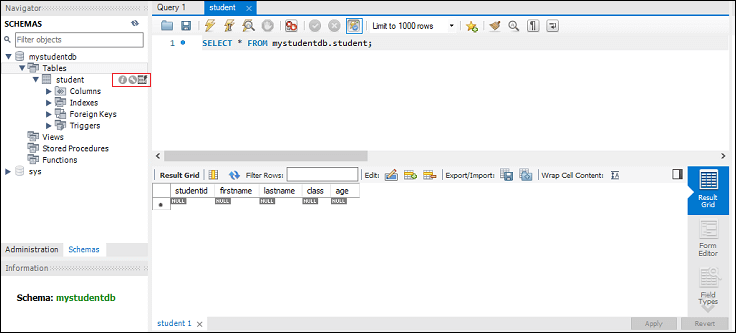 Navigator
SCHEMAS
Filter objects
mystudentdb
Tables
student
Columns
Indexes
Foreign Keys
Triggers
Views
Stored Procedures
Functions
sys
Administration Schemas
Information
Schema: mystudentdb
Query 1 student
Limit to 1000 rows
1 SELECT * FROM mystudentdb.student;
Result Grid Filter Rows: Edit: Export/Import: Wrap Cell Content:
studentid firstname lastname class age
NULL NULL NULL NULL NULL
Result
Grid
Form
Editor
Field
Types
student 1
Apply Revert